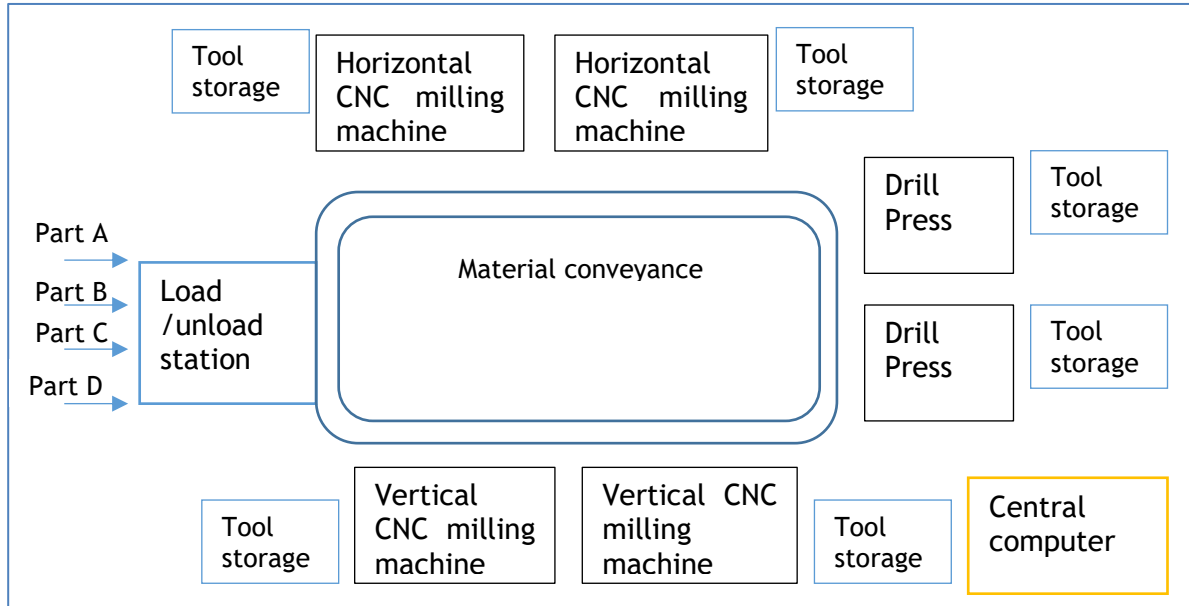 Tool
storage
Horizontal
CNC milling
machine
Horizontal
CNC milling
machine
Tool
storage
Drill
Press
Tool
storage
Part A
Part B
Part C
Part D
Load
/unload
station
Material conveyance
Drill
Press
Tool
storage
Tool
storage
Vertical
CNC milling
machine
Vertical CNC
milling
machine
Tool
storage
Central
computer